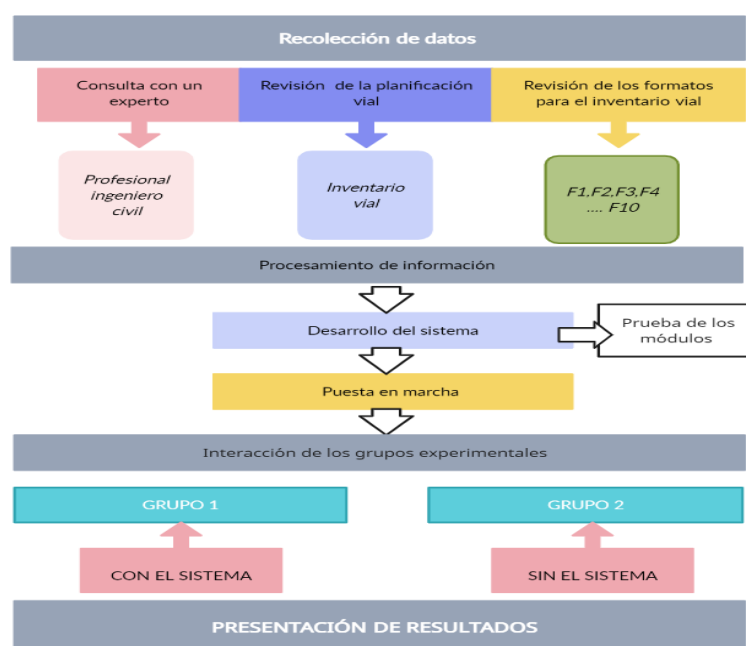 Recolección de datos
Consulta con un
experto
Revisión de la planificación
vial
Revisión de los formatos
para el inventario vial
Profesional
ingeniero
civil
Inventario
vial
F1,F2,F3,F4
.... F10
Procesamiento de información
Desarrollo del sistema
Prueba de los
módulos
Puesta en marcha
Interacción de los grupos experimentales
GRUPO 1
GRUPO 2
CON EL SISTEMA
SIN EL SISTEMA
PRESENTACIÓN DE RESULTADOS